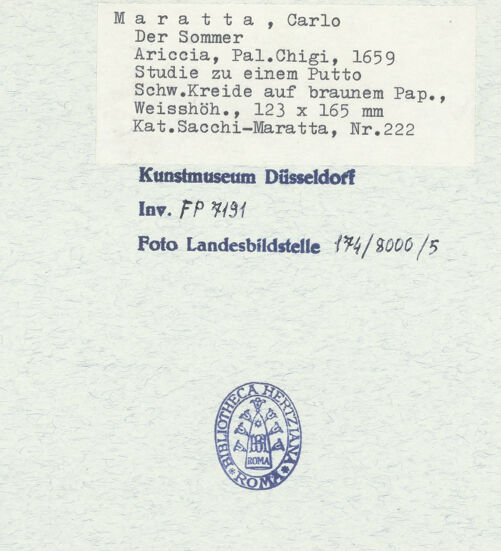 M a r a t t a , Carlo
Der Sommer
Ariccia, Pal.Chigi, 1659
Studie zu einem Putto
Schw.Kreide auf braunem Pap.,
Weisshöh., 123 x 165 mm
Kat.Sacchi-Maratta, Nr.222
Kunstmuseum Düsseldorf
Inv. FP 7191
Foto Landesbildstelle 174/8000/5
BIBLIOTHECA HERTZIANA
ROMA
ROMA